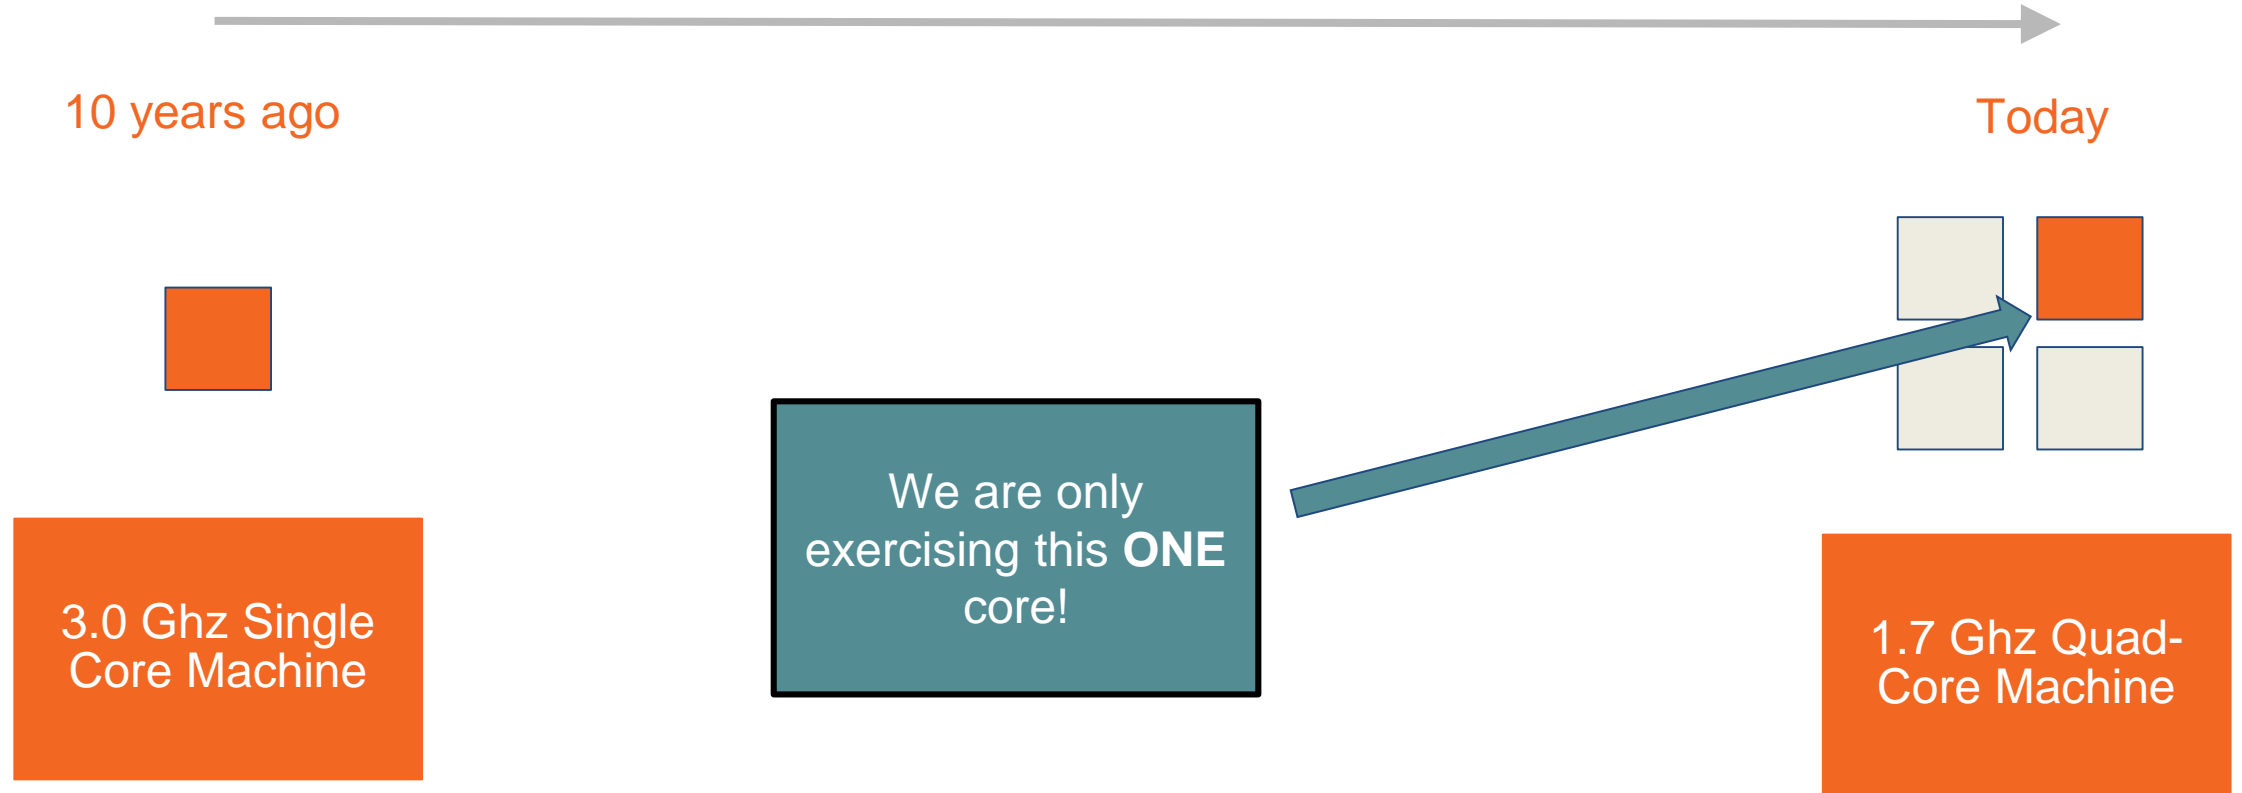 10 years ago
Today
We are only
exercising this ONE
core!
3.0 Ghz Single
Core Machine
1.7 Ghz Quad-
Core Machine